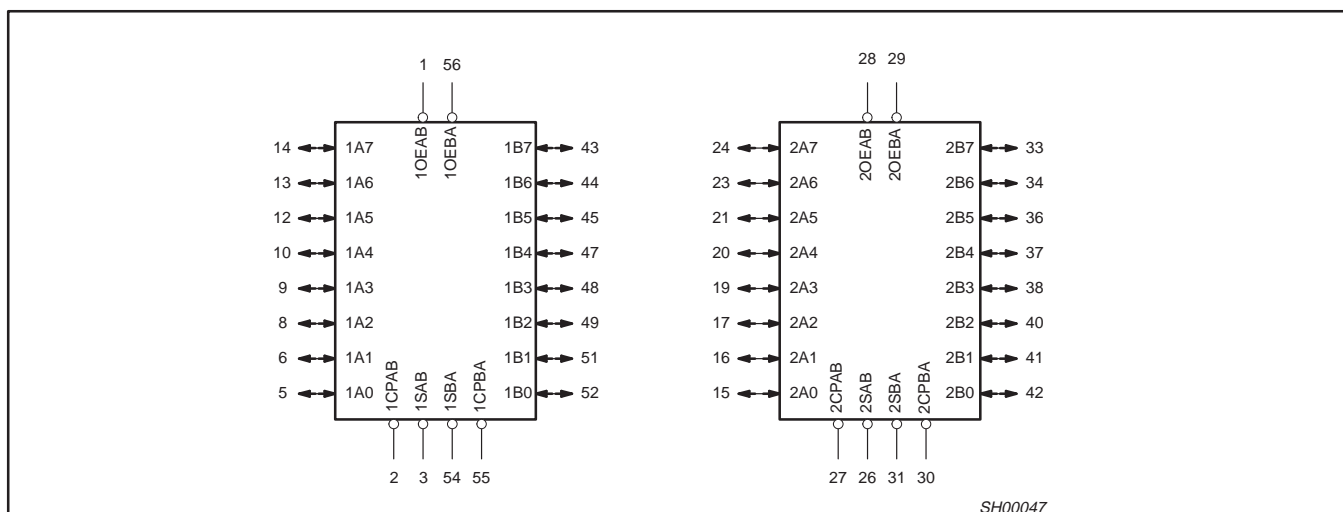 1 56
28 29
1OEAB
1OEBA
2OEAB
2OEBA
14 1A7 1B7 43
13 1A6 1B6 44
12 1A5 1B5 45
10 1A4 1B4 47
9 1A3 1B3 48
8 1A2 1B2 49
6 1A1 1B1 51
5 1A0 1B0 52
1CPAB
1SAB
1SBA
1CPBA
2 3 54 55
24 2A7 2B7 33
23 2A6 2B6 34
21 2A5 2B5 36
20 2A4 2B4 37
19 2A3 2B3 38
17 2A2 2B2 40
16 2A1 2B1 41
15 2A0 2B0 42
2CPAB
2SAB
2SBA
2CPBA
27 26 31 30
SH00047